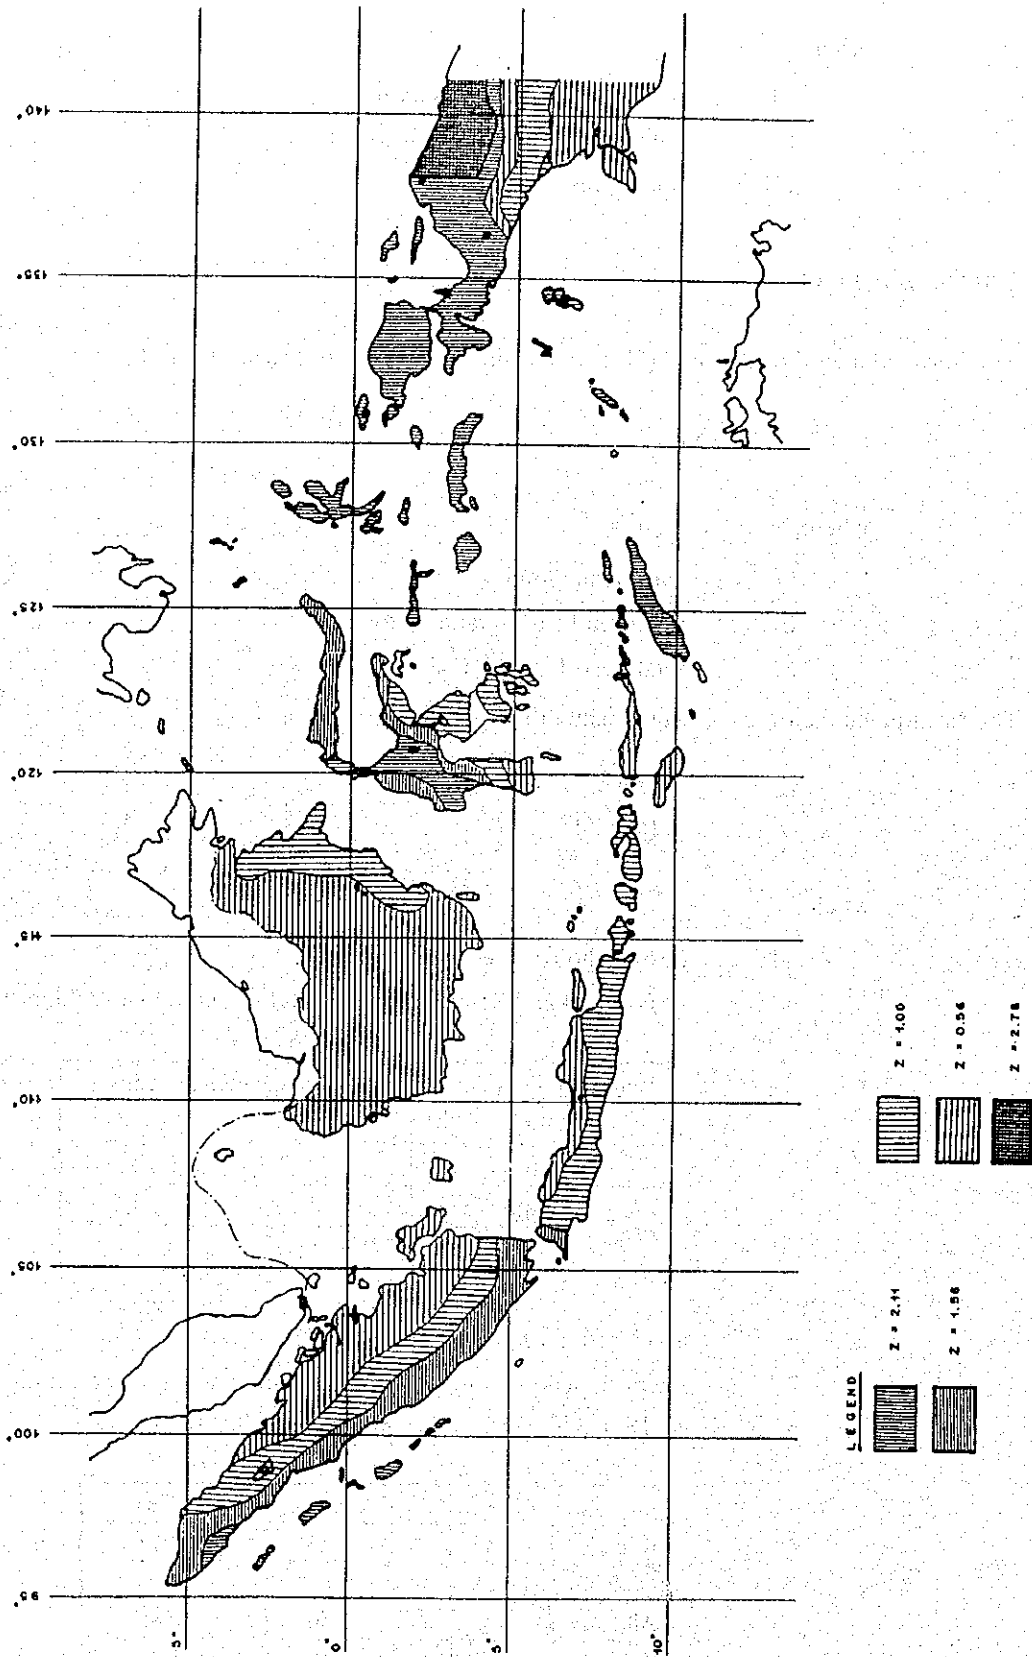 95°
100°
105°
110°
115°
120°
125°
130°
135°
140°
5°
0°
5°
10°
LEGEND
Z = 2.11
Z = 1.56
Z = 1.00
Z = 0.56
Z = 2.78